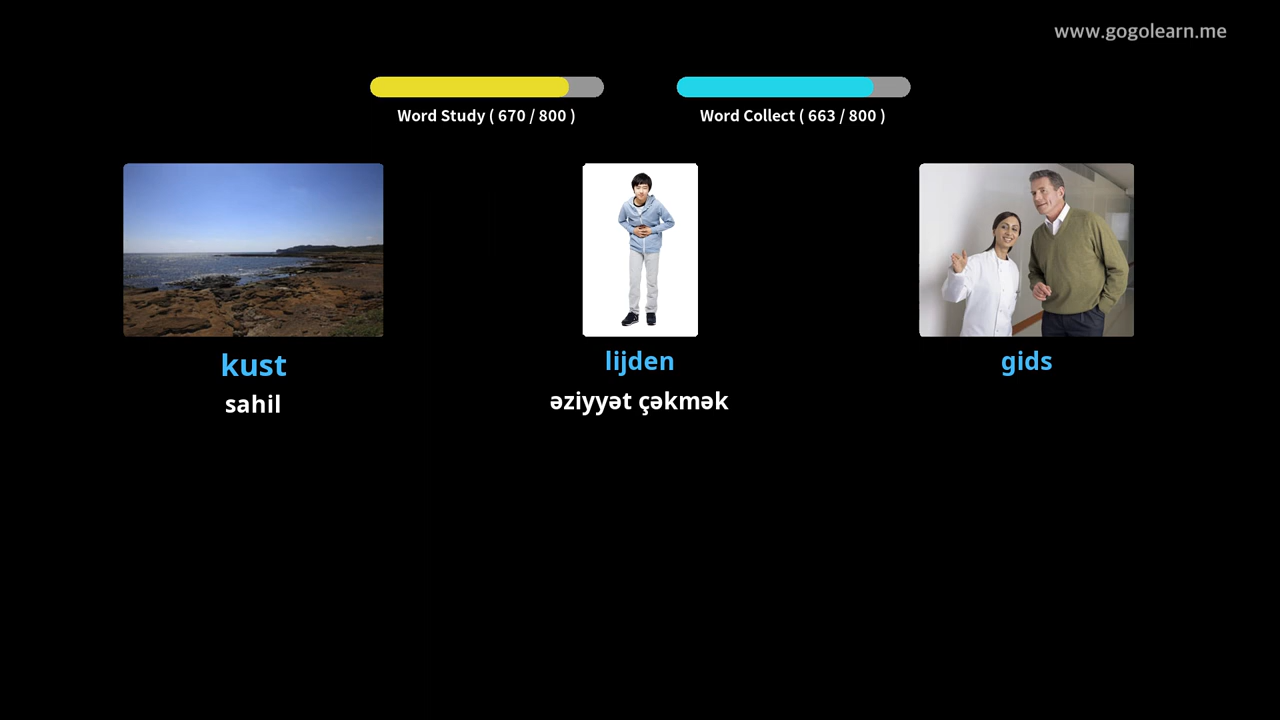 www.gogolearn.me
Word Study ( 670 / 800 )
Word Collect ( 663 / 800 )
kust
sahil
lijden
əziyyət çəkmək
gids